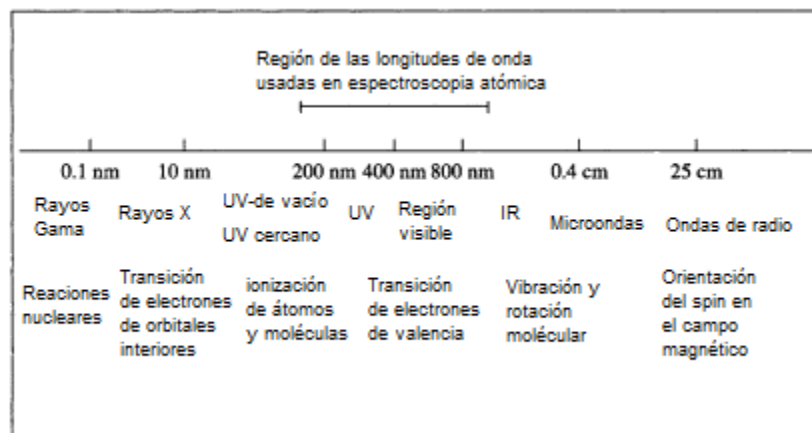 Región de las longitudes de onda
usadas en espectroscopia atómica
0.1 nm 10 nm 200 nm 400 nm 800 nm 0.4 cm 25 cm
Rayos
Gama
Rayos X
UV-de vacío
UV cercano
UV
Región
visible
IR
Microondas
Ondas de radio
Reaciones
nucleares
Transición
de electrones
de orbitales
interiores
ionización
de átomos
y moléculas
Transición
de electrones
de valencia
Vibración y
rotación
molécular
Orientación
del spin en
el campo
magnético